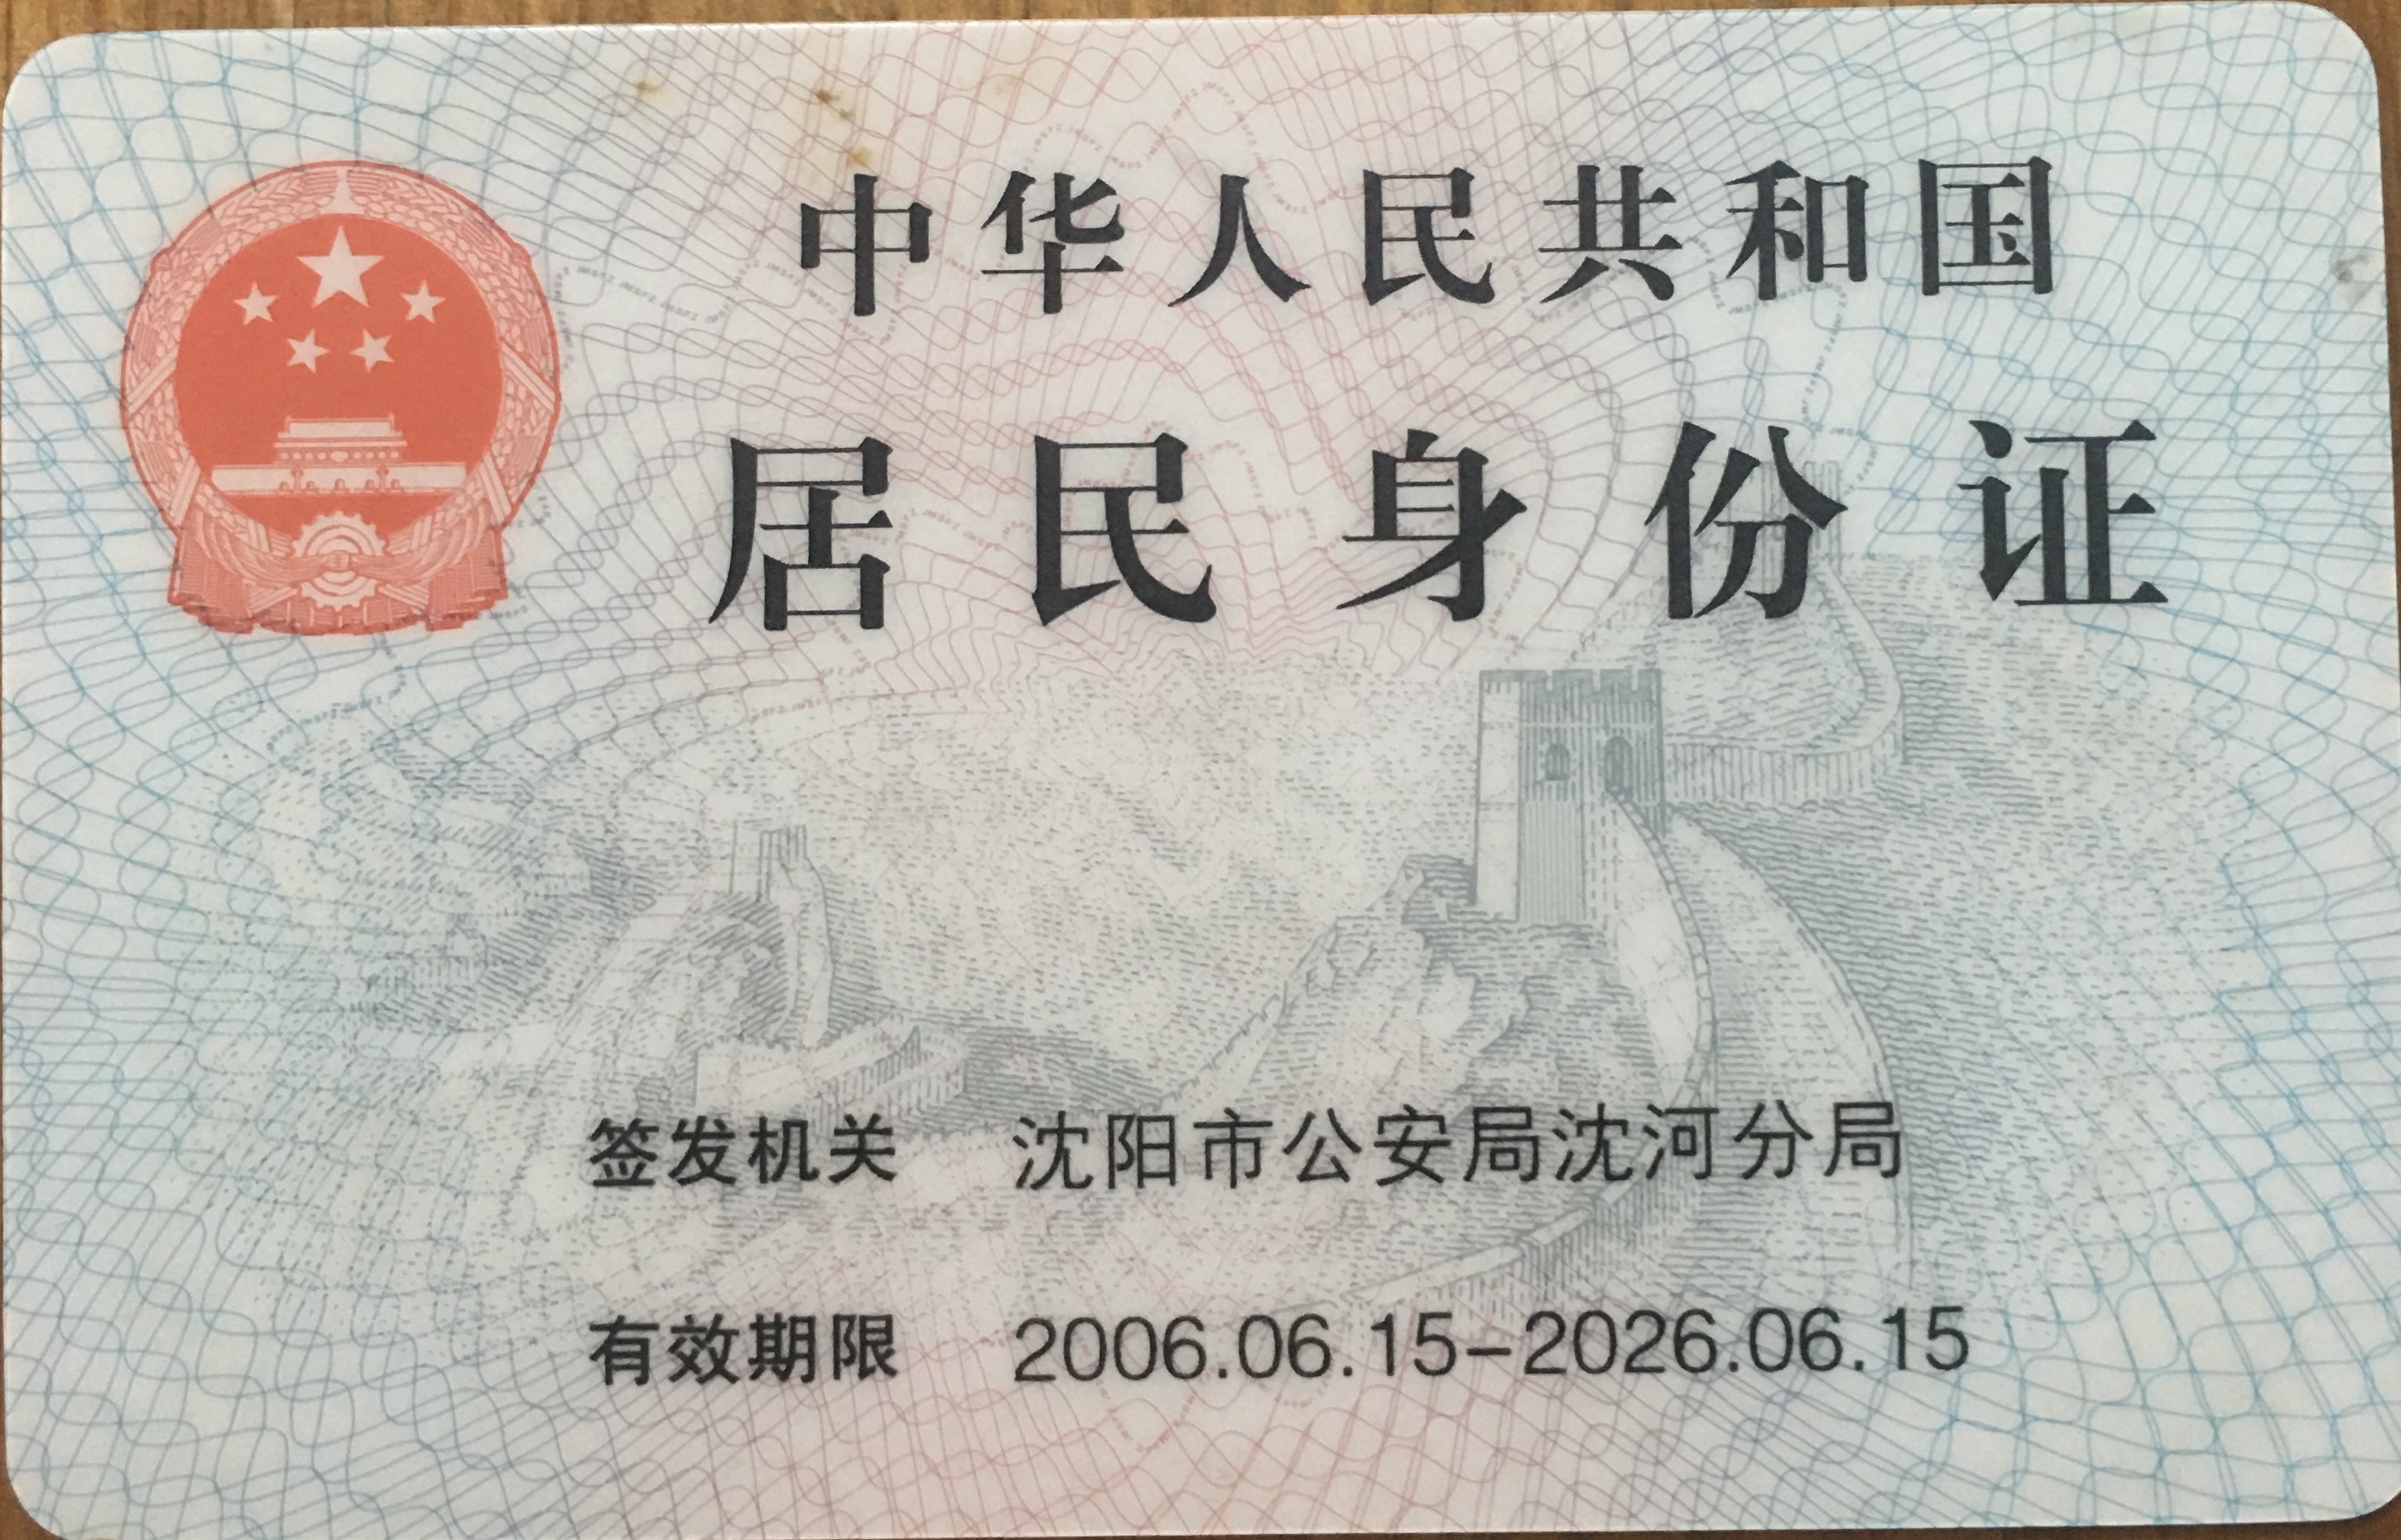 中华人民共和国
居民身份证
签发机关 沈阳市公安局沈河分局
有效期限 2006.06.15-2026.06.15